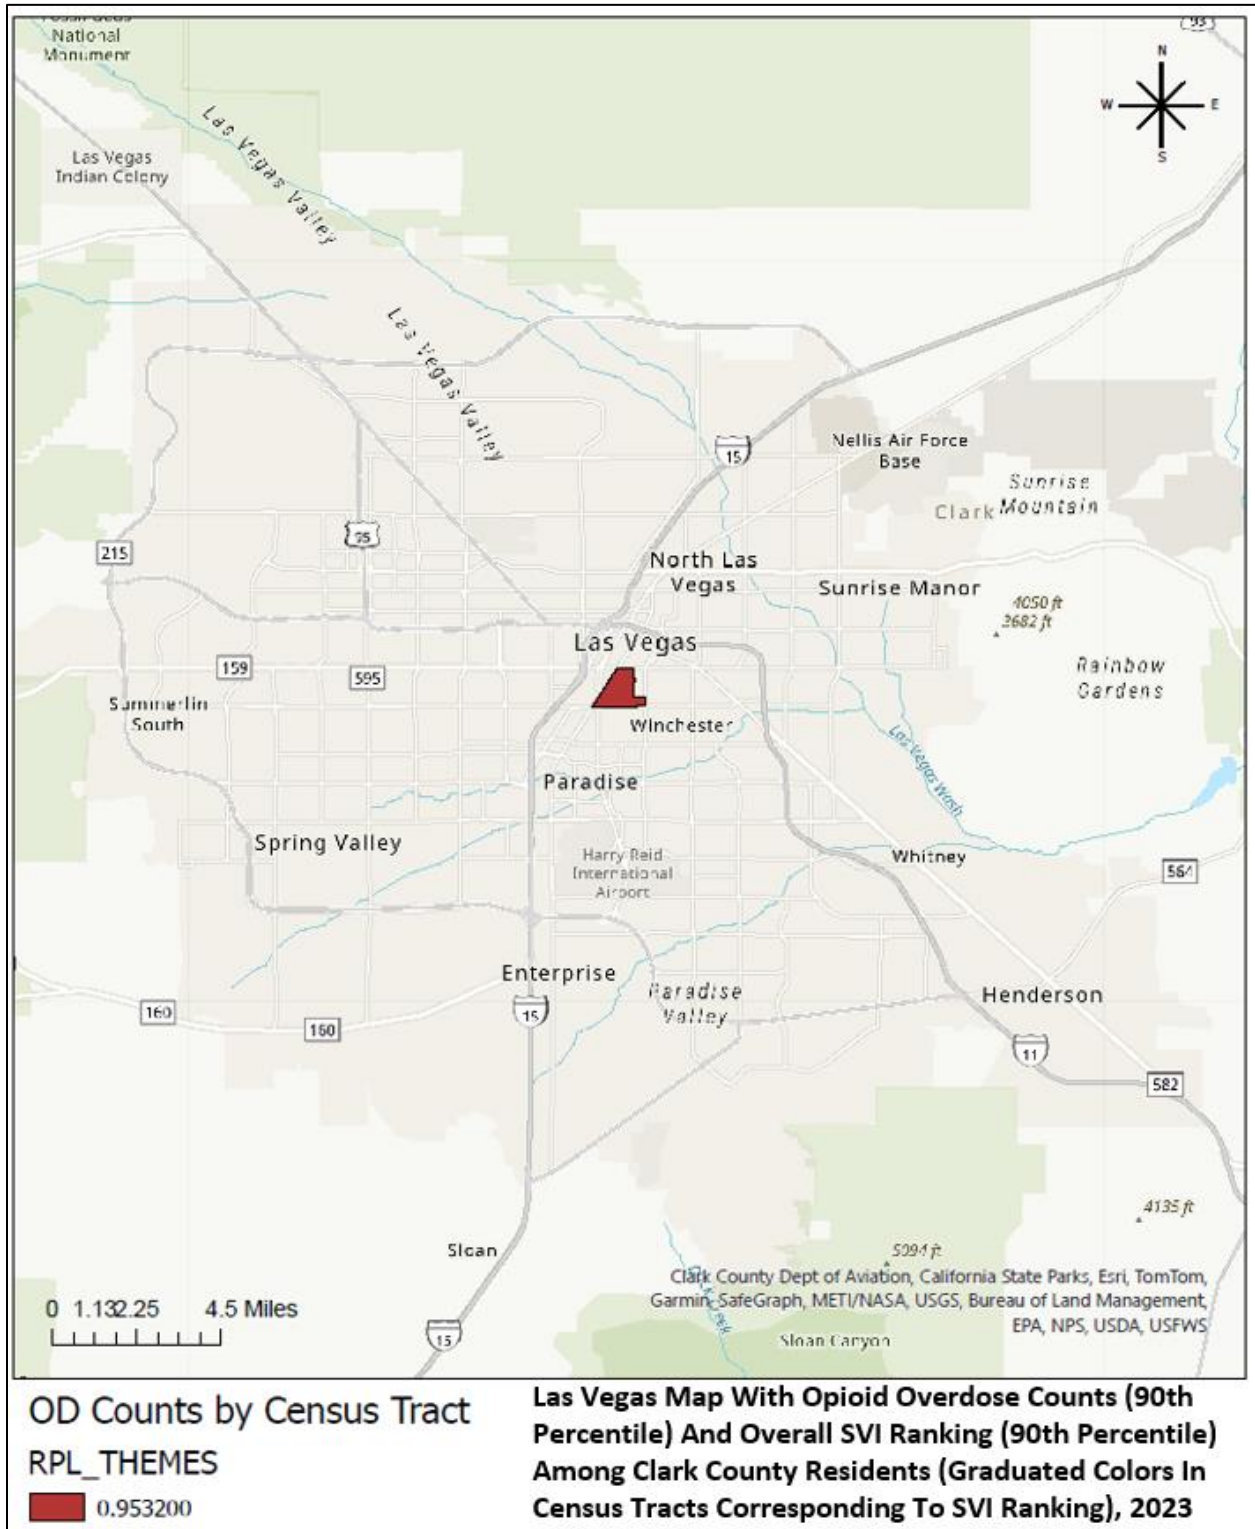 National
Monument
93
N
W E
S
Las Vegas Valley
Las Vegas
Indian Colony
Las Vegas Valley
Nellis Air Force
Base
15
Sunrise
Mountain
Clark
95
215
North Las
Vegas
Sunrise Manor
4050 ft
3682 ft
Las Vegas
159
595
Rainbow
Gardens
Summerlin
South
Winchester
Las Vegas Wash
Paradise
Spring Valley
Harry Reid
International
Airport
Whitney
564
Enterprise
Paradise
Valley
Henderson
160
160
15
11
582
4135 ft
Sloan
5094 ft
Clark County Dept of Aviation, California State Parks, Esri, TomTom,
Garmin, SafeGraph, METI/NASA, USGS, Bureau of Land Management,
EPA, NPS, USDA, USFWS
0 1.13 2.25 4.5 Miles
15
Sloan Canyon
OD Counts by Census Tract
RPL_THEMES
0.953200
Las Vegas Map With Opioid Overdose Counts (90th
Percentile) And Overall SVI Ranking (90th Percentile)
Among Clark County Residents (Graduated Colors In
Census Tracts Corresponding To SVI Ranking), 2023